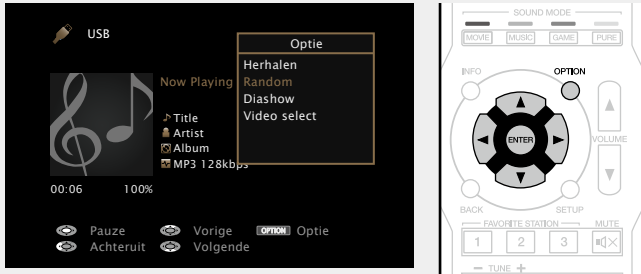 USB
Optie
Herhalen
Random
Diashow
Video select
Now Playing
Title
Artist
Album
MP3 128kbps
00:06 100%
Pauze Vorige OPTION Optie
Achteruit Volgende
SOUND MODE
MOVIE MUSIC GAME PURE
INFO OPTION
ENTER
VOLUME
BACK SETUP
FAVORITE STATION MUTE
1 2 3
TUNE